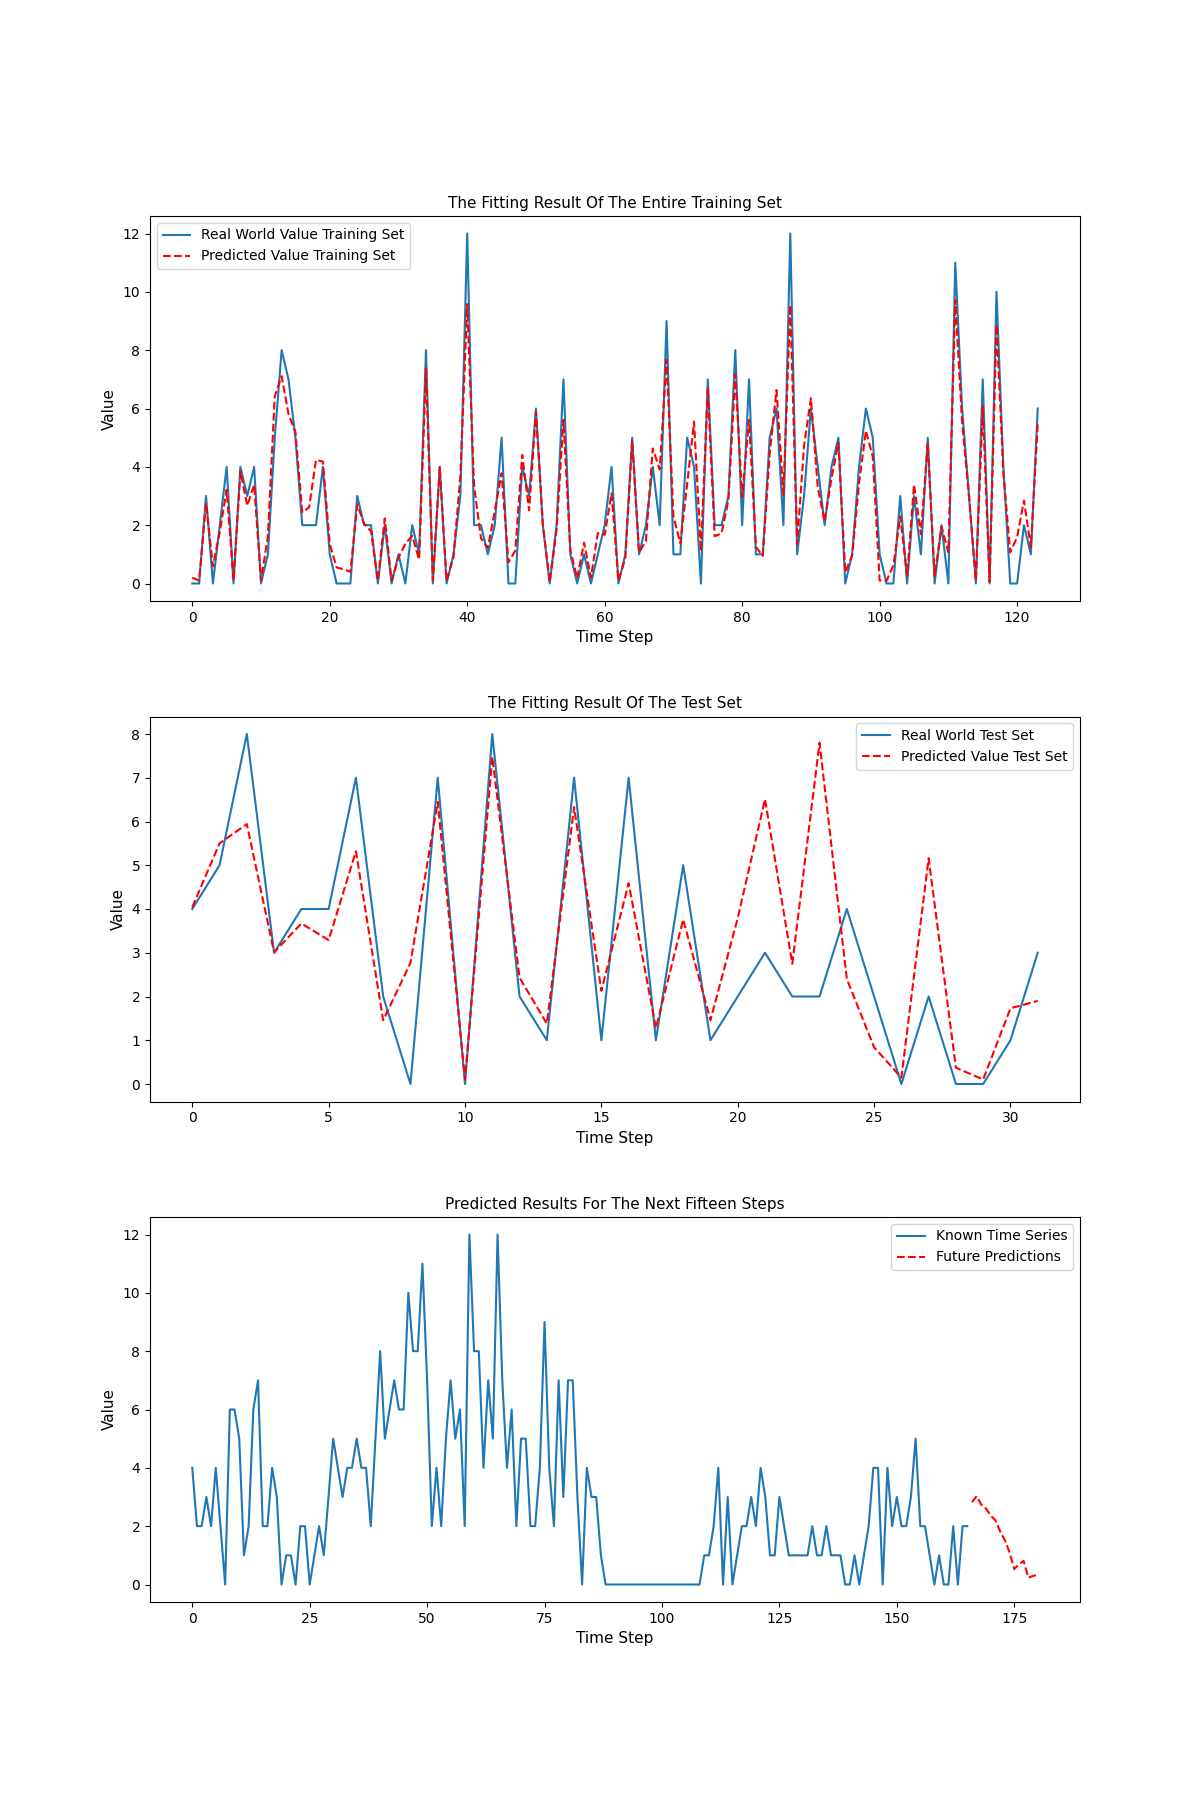 The Fitting Result Of The Entire Training Set
Real World Value Training Set
Predicted Value Training Set
12
10
8
6
4
2
0
Value
0 20 40 60 80 100 120
Time Step
The Fitting Result Of The Test Set
Real World Test Set
Predicted Value Test Set
8
7
6
5
4
3
2
1
0
Value
0 5 10 15 20 25 30
Time Step
Predicted Results For The Next Fifteen Steps
Known Time Series
Future Predictions
12
10
8
6
4
2
0
Value
0 25 50 75 100 125 150 175
Time Step